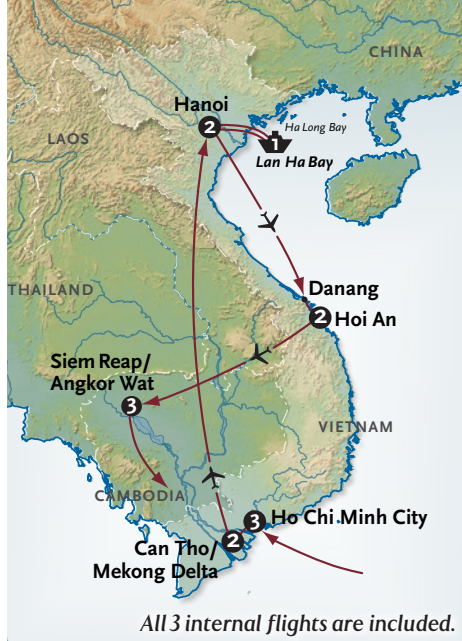 CHINA
Hanoi
2
Ha Long Bay
1
LAOS
Lan Ha Bay
THAILAND
Danang
2
Hoi An
Siem Reap/
Angkor Wat
3
VIETNAM
CAMBODIA
3
Ho Chi Minh City
Can Tho/
2
Mekong Delta
All 3 internal flights are included.